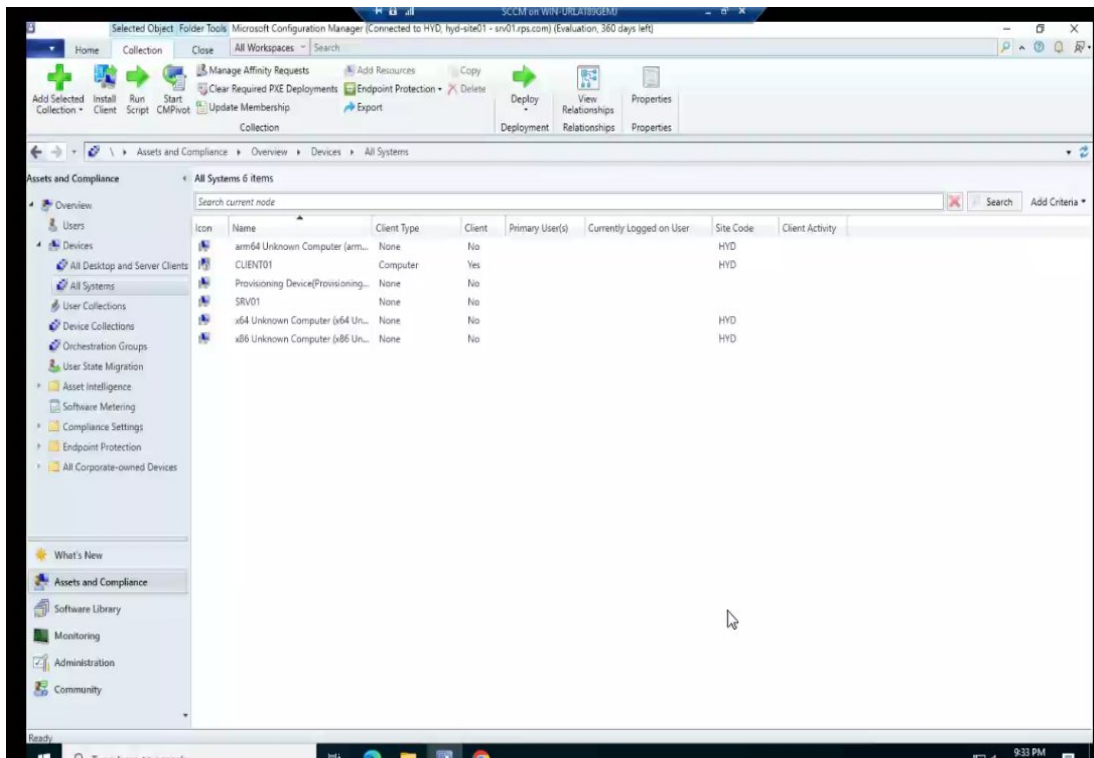 SCCM on WIN-URLAT89GEMJ
Selected Object Folder Tools Microsoft Configuration Manager (Connected to HYD, hyd-site01 - srv01.rps.com) (Evaluation, 360 days left)
Home Collection Close All Workspaces Search
Manage Affinity Requests Add Resources Copy
Clear Required PXE Deployments Endpoint Protection Delete
Update Membership Export
Add Selected Collection Install Client Run Script Start CMPivot
Deploy View Relationships Properties
Collection Deployment Relationships Properties
\ Assets and Compliance Overview Devices All Systems
Assets and Compliance
All Systems 6 items
Search current node Search Add Criteria
Overview
Users
Devices
All Desktop and Server Clients
All Systems
User Collections
Device Collections
Orchestration Groups
User State Migration
Asset Intelligence
Software Metering
Compliance Settings
Endpoint Protection
All Corporate-owned Devices
Icon Name Client Type Client Primary User(s) Currently Logged on User Site Code Client Activity
arm64 Unknown Computer (arm... None No HYD
CLIENT01 Computer Yes HYD
Provisioning Device(Provisioning... None No
SRV01 None No
x64 Unknown Computer (x64 Un... None No HYD
x86 Unknown Computer (x86 Un... None No HYD
What's New
Assets and Compliance
Software Library
Monitoring
Administration
Community
Ready
9:33 PM